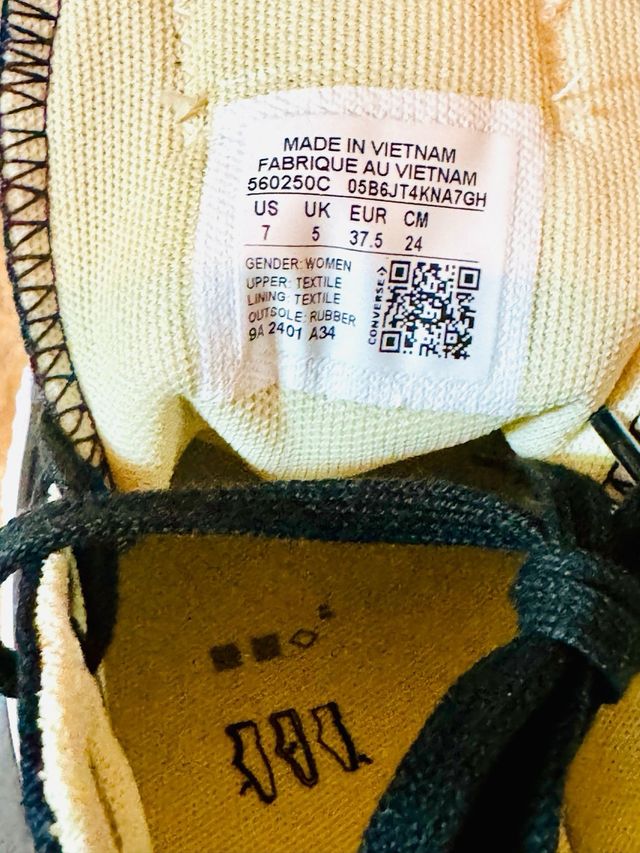 MADE IN VIETNAM
FABRIQUE AU VIETNAM
560250C 05B6JT4KNA7GH
US UK EUR CM
7 5 37.5 24
GENDER: WOMEN
UPPER: TEXTILE
LINING: TEXTILE
OUTSOLE: RUBBER
9A 2401 A34
CONVERSE